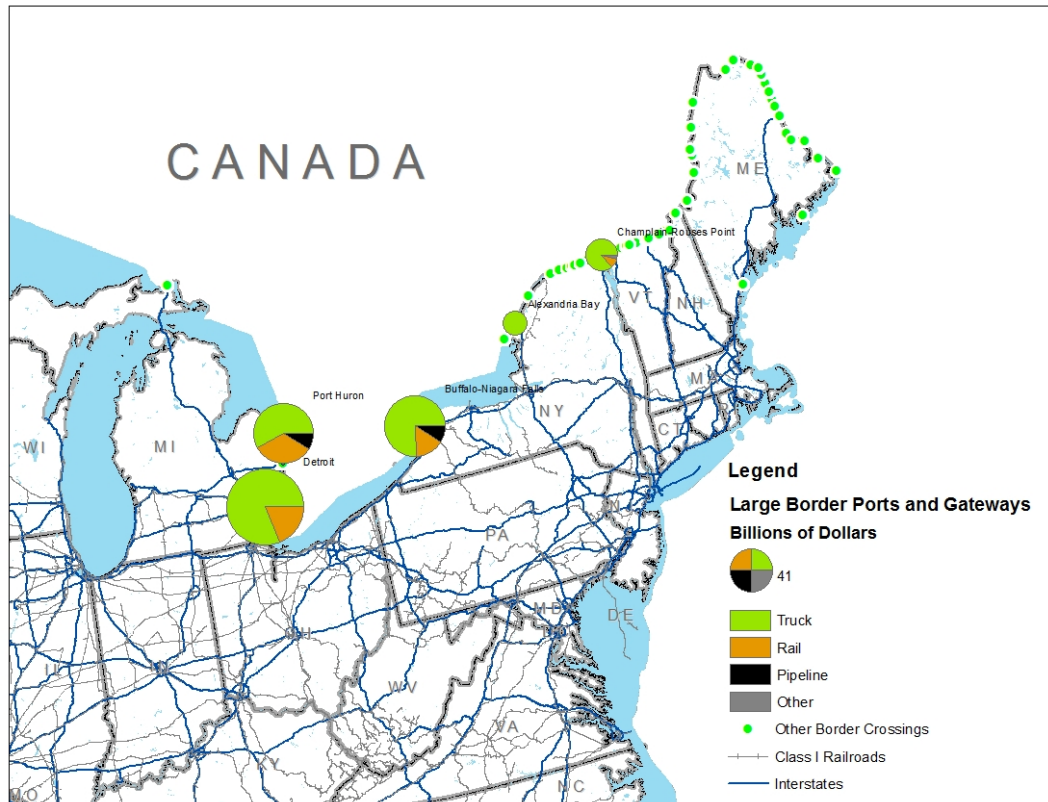 CANADA
ME
Champlain-Rouses Point
Alexandria Bay
VT
NH
Port Huron
Buffalo-Niagara Falls
MA
NY
CT
WI
MI
Detroit
PA
MD
DE
WV
VA
KY
NC
Legend
Large Border Ports and Gateways
Billions of Dollars
41
Truck
Rail
Pipeline
Other
Other Border Crossings
Class I Railroads
Interstates